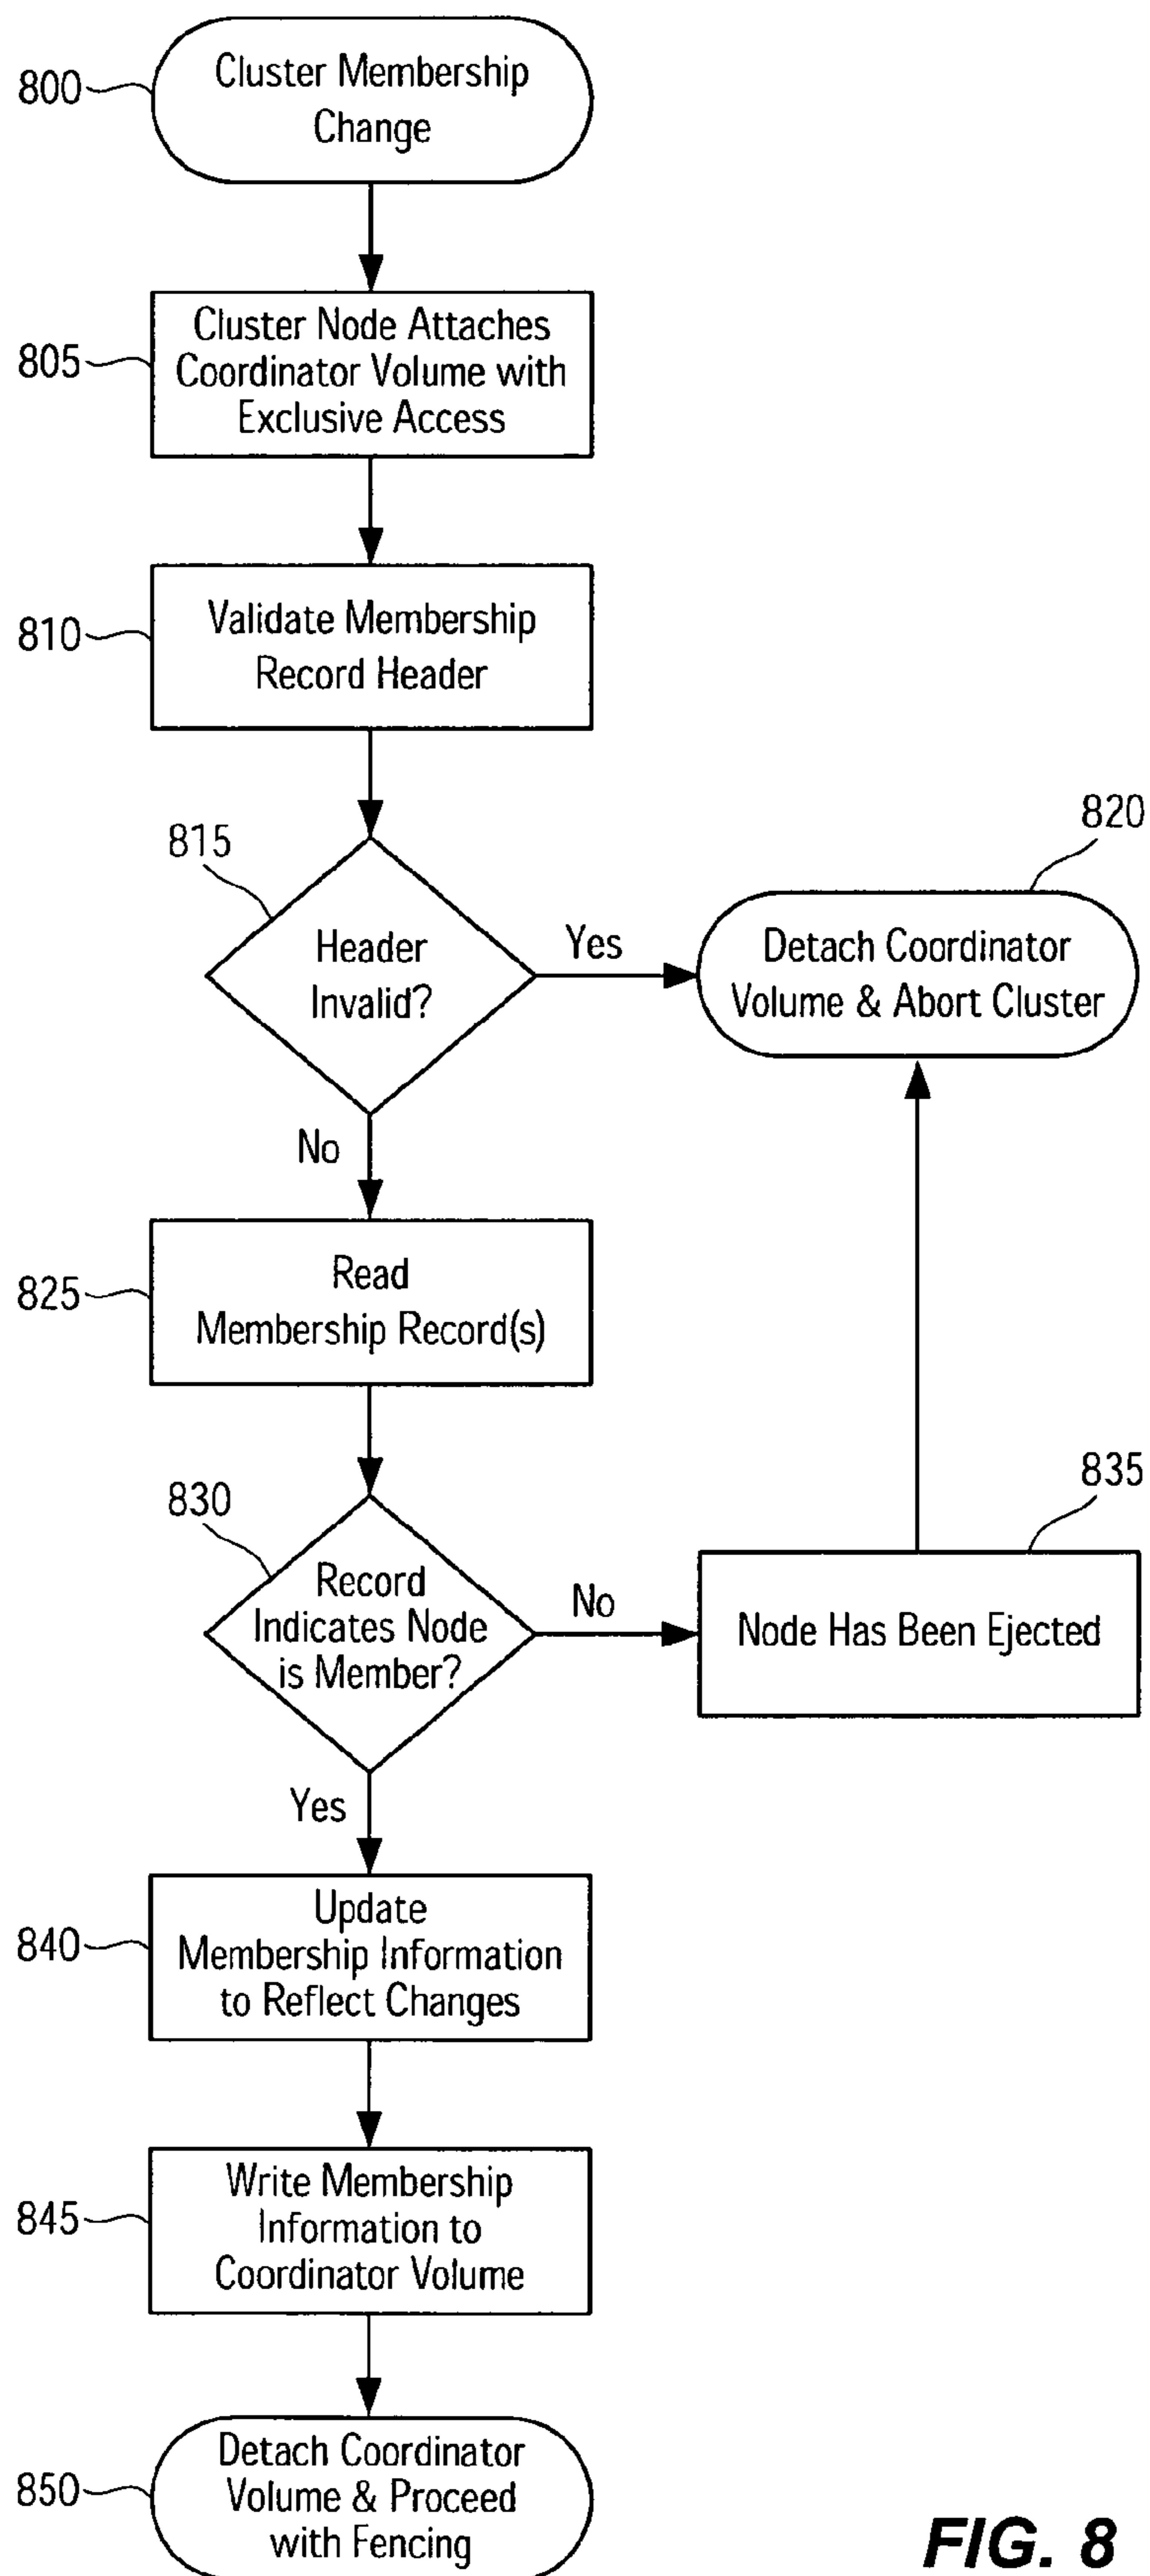 800
Cluster Membership
Change
805
Cluster Node Attaches
Coordinator Volume with
Exclusive Access
810
Validate Membership
Record Header
815
Header
Invalid?
Yes
820
Detach Coordinator
Volume & Abort Cluster
No
825
Read
Membership Record(s)
830
Record
Indicates Node
is Member?
No
835
Node Has Been Ejected
Yes
840
Update
Membership Information
to Reflect Changes
845
Write Membership
Information to
Coordinator Volume
850
Detach Coordinator
Volume & Proceed
with Fencing
FIG. 8